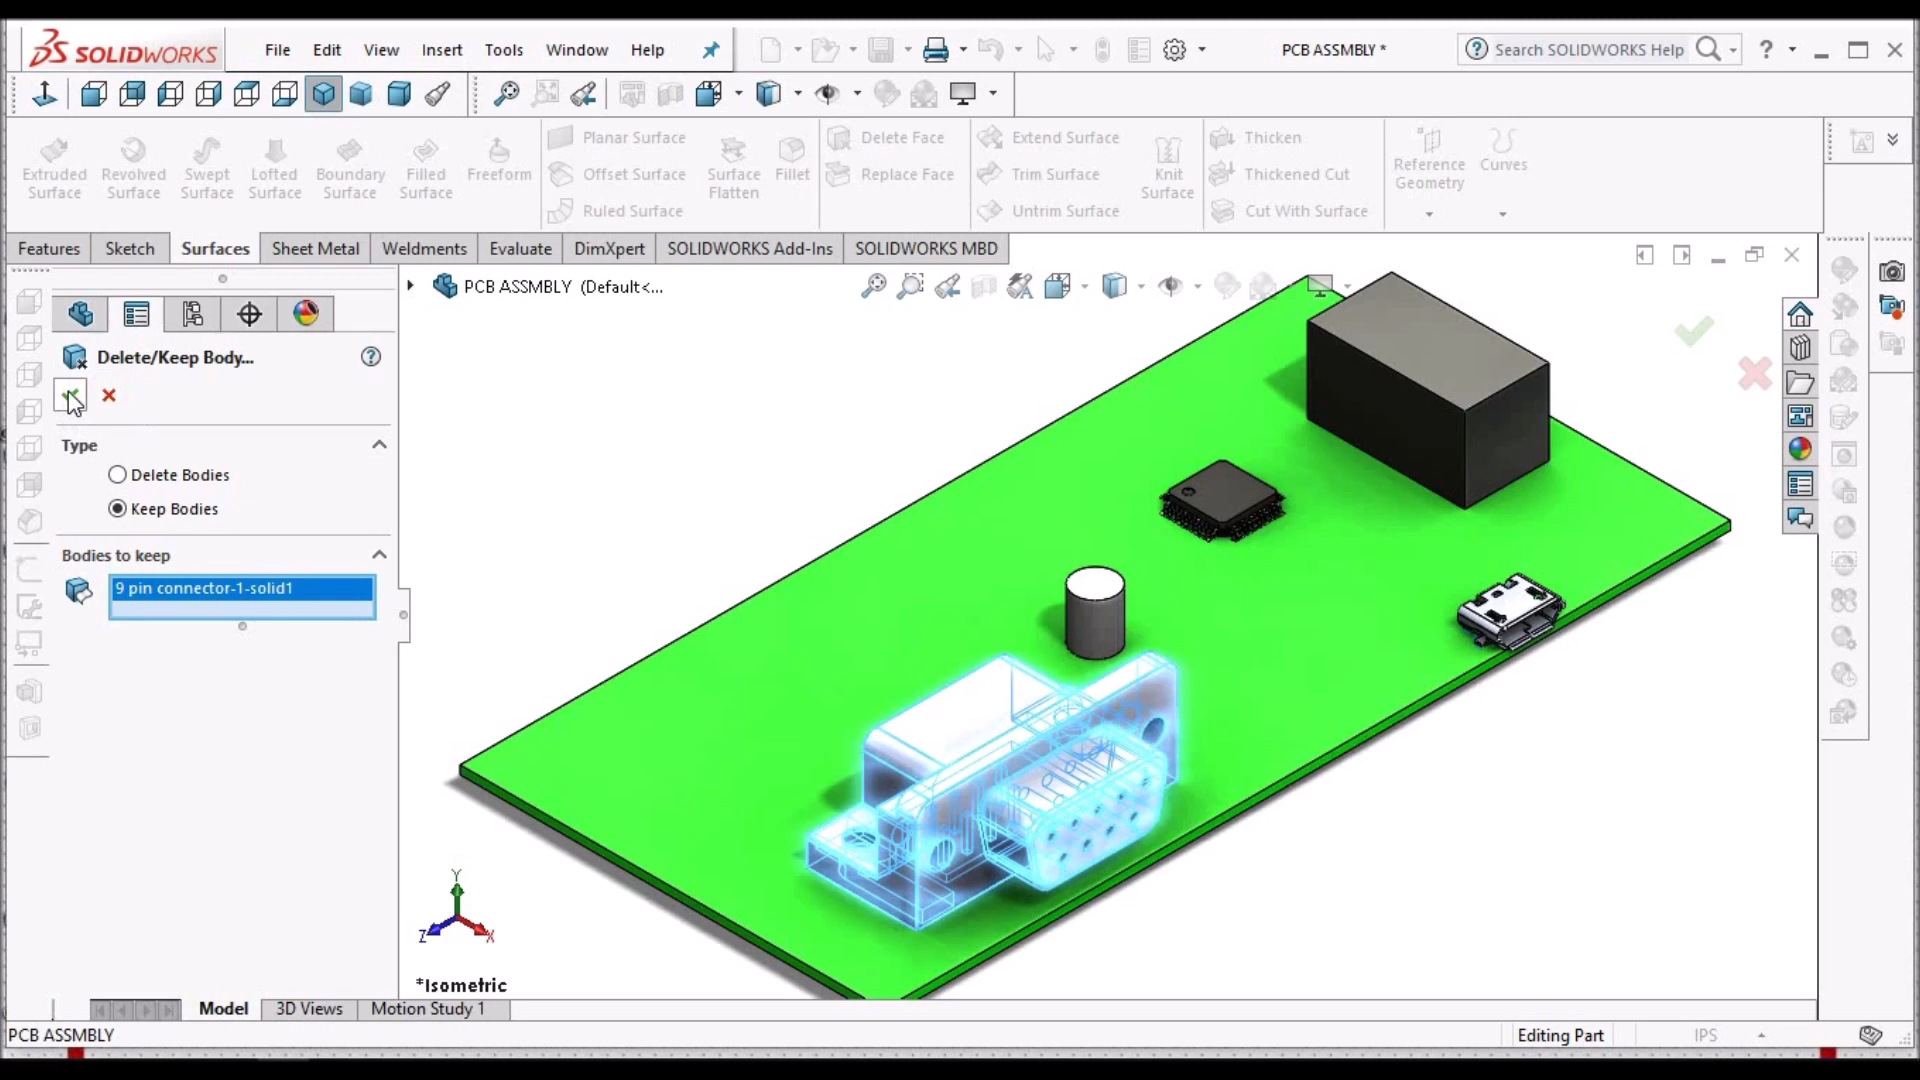 SOLIDWORKS File Edit View Insert Tools Window Help PCB ASSMBLY * Search SOLIDWORKS Help ?
Extruded Surface
Revolved Surface
Swept Surface
Lofted Surface
Boundary Surface
Filled Surface
Freeform
Planar Surface
Offset Surface
Ruled Surface
Surface Flatten
Fillet
Delete Face
Replace Face
Extend Surface
Trim Surface
Untrim Surface
Knit Surface
Thicken
Thickened Cut
Cut With Surface
Reference Geometry
Curves
Features Sketch Surfaces Sheet Metal Weldments Evaluate DimXpert SOLIDWORKS Add-Ins SOLIDWORKS MBD
PCB ASSMBLY (Default<...
Delete/Keep Body...
Type
Delete Bodies
Keep Bodies
Bodies to keep
9 pin connector-1-solid1
Y
Z X
*Isometric
Model 3D Views Motion Study 1
PCB ASSMBLY Editing Part IPS